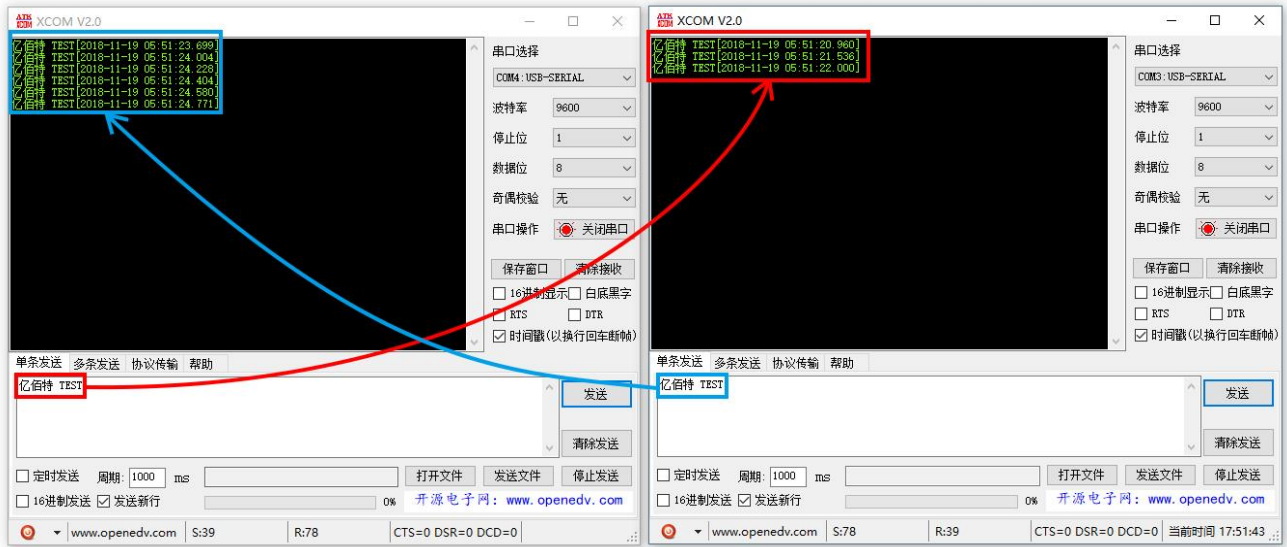 XCOM V2.0
亿佰特 TEST[2018-11-19 05:51:23.699]
亿佰特 TEST[2018-11-19 05:51:24.004]
亿佰特 TEST[2018-11-19 05:51:24.228]
亿佰特 TEST[2018-11-19 05:51:24.404]
亿佰特 TEST[2018-11-19 05:51:24.580]
亿佰特 TEST[2018-11-19 05:51:24.771]
串口选择
COM4:USB-SERIAL
波特率 9600
停止位 1
数据位 8
奇偶校验 无
串口操作 关闭串口
保存窗口 清除接收
16进制显示 白底黑字
RTS DTR
时间戳(以换行回车断帧)
单条发送 多条发送 协议传输 帮助
亿佰特 TEST
发送
清除发送
定时发送 周期: 1000 ms 打开文件 发送文件 停止发送
16进制发送 发送新行 0% 开源电子网: www.openedv.com
www.openedv.com S:39 R:78 CTS=0 DSR=0 DCD=0
ATK
XCOM V2.0
亿佰特 TEST[2018-11-19 05:51:20.960]
亿佰特 TEST[2018-11-19 05:51:21.536]
亿佰特 TEST[2018-11-19 05:51:22.000]
串口选择
COM3:USB-SERIAL
波特率 9600
停止位 1
数据位 8
奇偶校验 无
串口操作 关闭串口
保存窗口 清除接收
16进制显示 白底黑字
RTS DTR
时间戳(以换行回车断帧)
单条发送 多条发送 协议传输 帮助
亿佰特 TEST
发送
清除发送
定时发送 周期: 1000 ms 打开文件 发送文件 停止发送
16进制发送 发送新行 0% 开源电子网: www.openedv.com
www.openedv.com S:78 R:39 CTS=0 DSR=0 DCD=0 当前时间 17:51:43